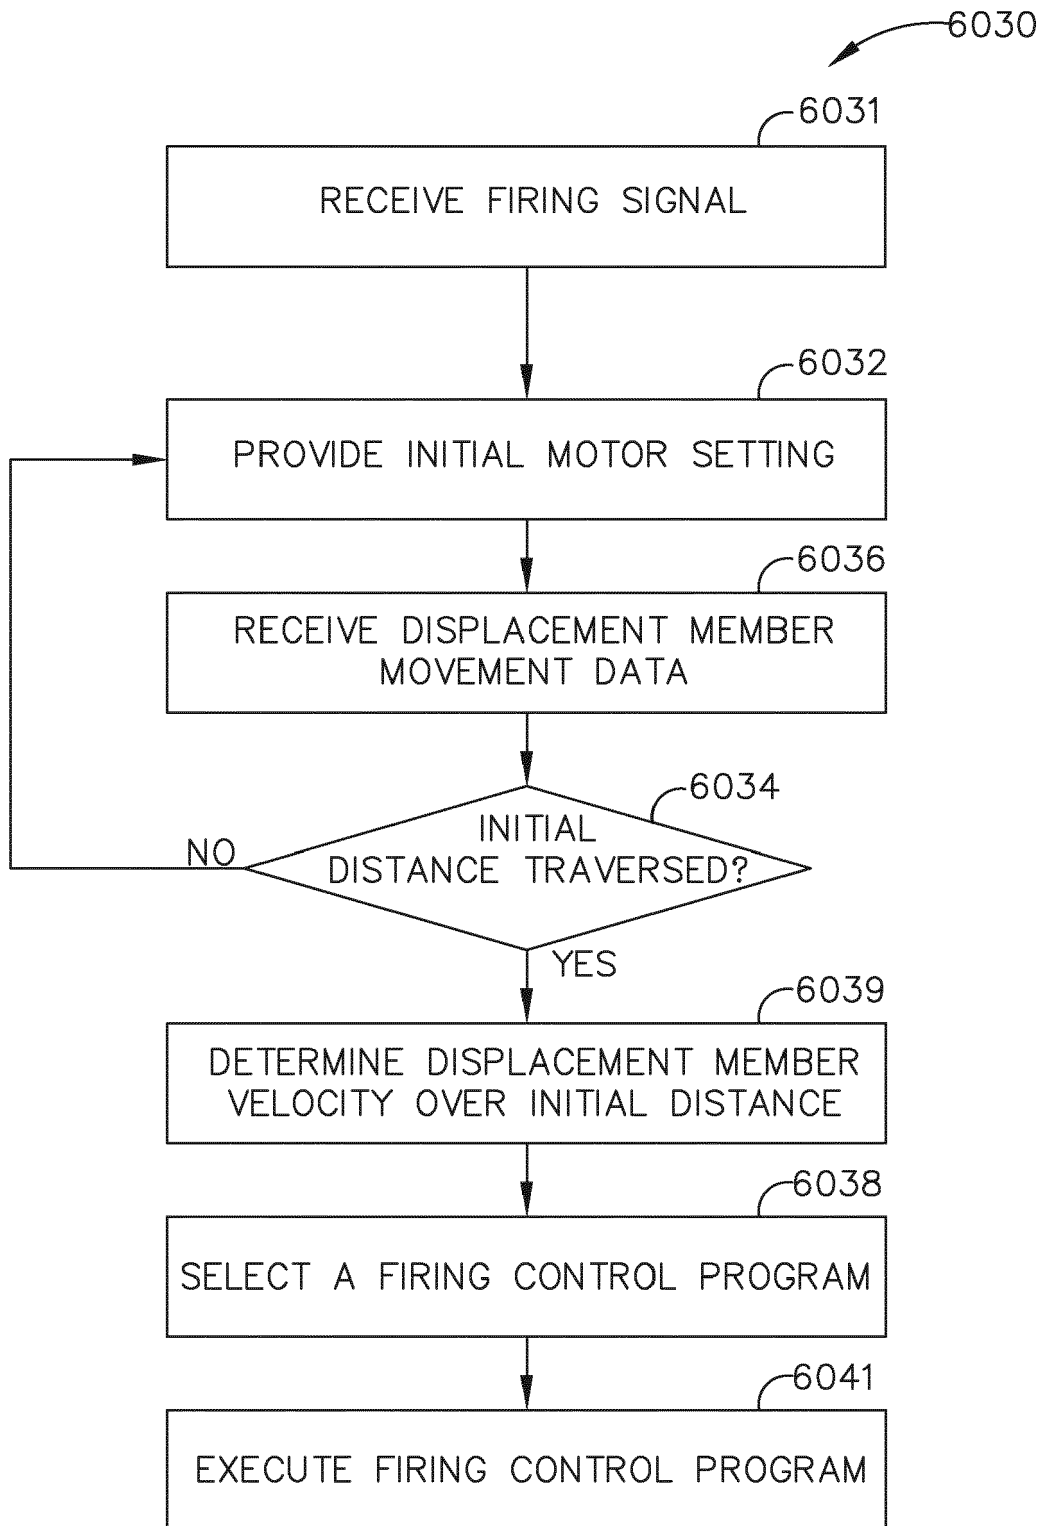 6030
6031
RECEIVE FIRING SIGNAL
6032
PROVIDE INITIAL MOTOR SETTING
6036
RECEIVE DISPLACEMENT MEMBER
MOVEMENT DATA
6034
INITIAL
DISTANCE TRAVERSED?
NO
YES
6039
DETERMINE DISPLACEMENT MEMBER
VELOCITY OVER INITIAL DISTANCE
6038
SELECT A FIRING CONTROL PROGRAM
6041
EXECUTE FIRING CONTROL PROGRAM